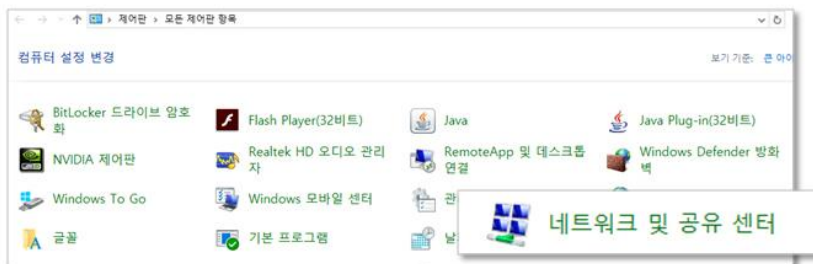 제어판 › 모든 제어판 항목
컴퓨터 설정 변경
보기 기준: 큰 아이
BitLocker 드라이브 암호
화
Flash Player(32비트)
Java
Java Plug-in(32비트)
NVIDIA 제어판
Realtek HD 오디오 관리
자
RemoteApp 및 데스크톱
연결
Windows Defender 방화
벽
Windows To Go
Windows 모바일 센터
관
네트워크 및 공유 센터
글꼴
기본 프로그램
날